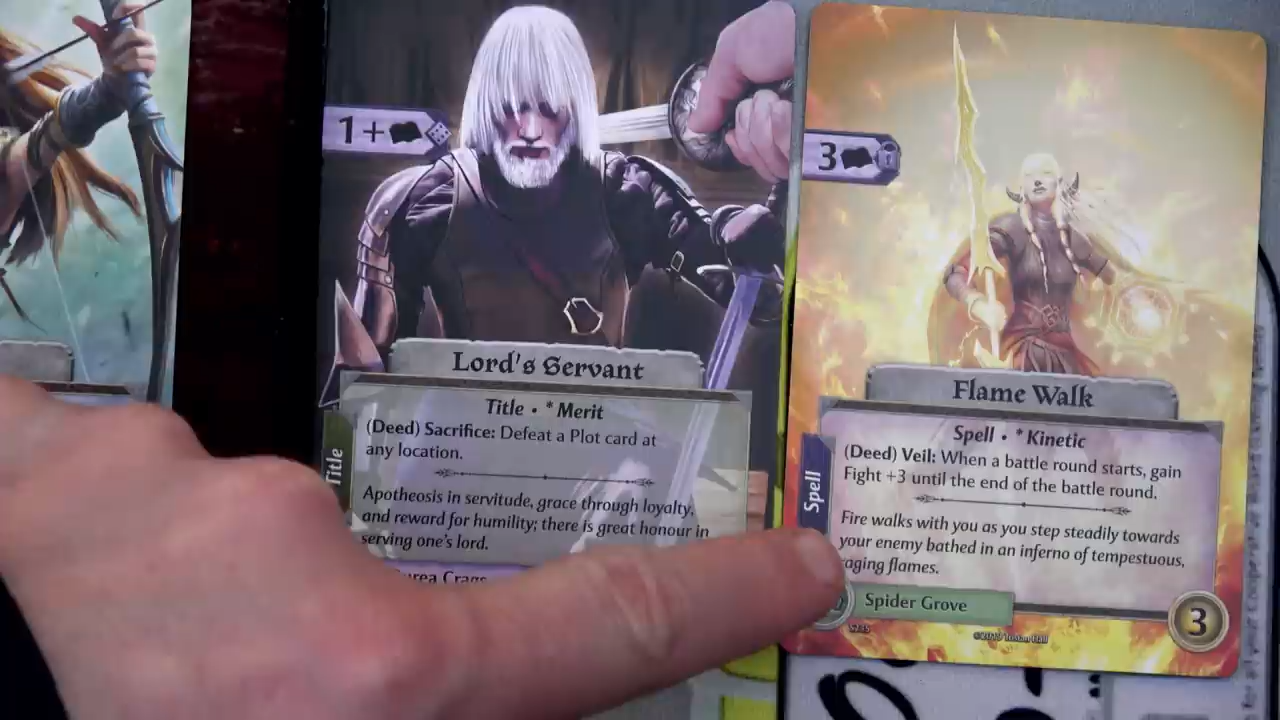 1+
Lord's Servant
Title • * Merit
(Deed) Sacrifice: Defeat a Plot card at
any location.
Title
Apotheosis in servitude, grace through loyalty,
and reward for humility; there is great honour in
serving one's lord.
Crags
3
Flame Walk
Spell • * Kinetic
(Deed) Veil: When a battle round starts, gain
Fight +3 until the end of the battle round.
Spell
Fire walks with you as you step steadily towards
your enemy bathed in an inferno of tempestuous,
raging flames.
Spider Grove
3